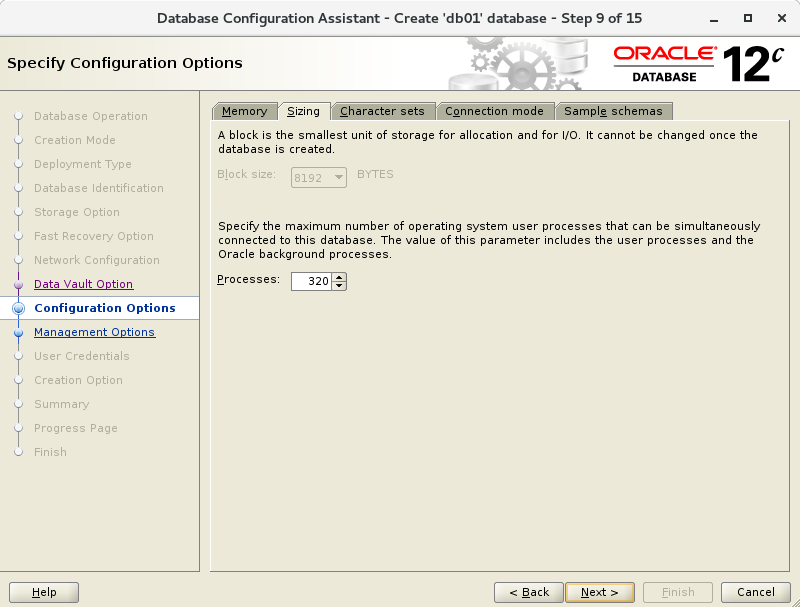 Database Configuration Assistant - Create 'db01' database - Step 9 of 15
Specify Configuration Options
ORACLE
DATABASE
12c
Database Operation
Creation Mode
Deployment Type
Database Identification
Storage Option
Fast Recovery Option
Network Configuration
Data Vault Option
Configuration Options
Management Options
User Credentials
Creation Option
Summary
Progress Page
Finish
Memory Sizing Character sets Connection mode Sample schemas
A block is the smallest unit of storage for allocation and for I/O. It cannot be changed once the
database is created.
Block size: 8192 BYTES
Specify the maximum number of operating system user processes that can be simultaneously
connected to this database. The value of this parameter includes the user processes and the
Oracle background processes.
Processes: 320
Help < Back Next > Finish Cancel